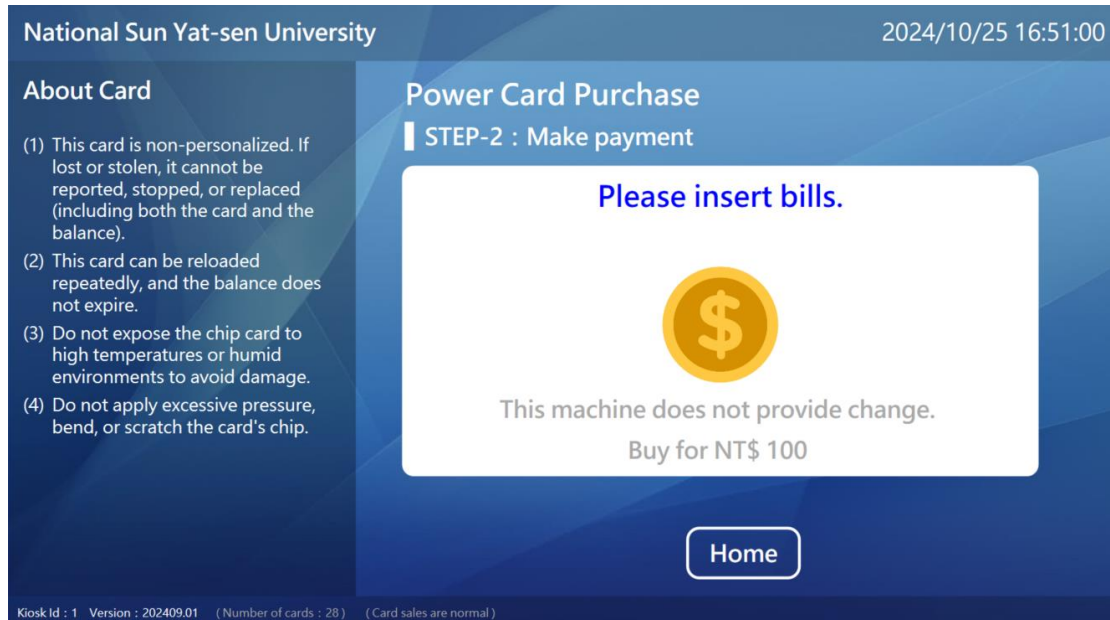 National Sun Yat-sen University
2024/10/25 16:51:00
About Card
(1) This card is non-personalized. If
lost or stolen, it cannot be
reported, stopped, or replaced
(including both the card and the
balance).
(2) This card can be reloaded
repeatedly, and the balance does
not expire.
(3) Do not expose the chip card to
high temperatures or humid
environments to avoid damage.
(4) Do not apply excessive pressure,
bend, or scratch the card's chip.
Power Card Purchase
STEP-2：Make payment
Please insert bills.
$
This machine does not provide change.
Buy for NT$ 100
Home
Kiosk Id：1 Version：202409.01 （Number of cards：28） （Card sales are normal）